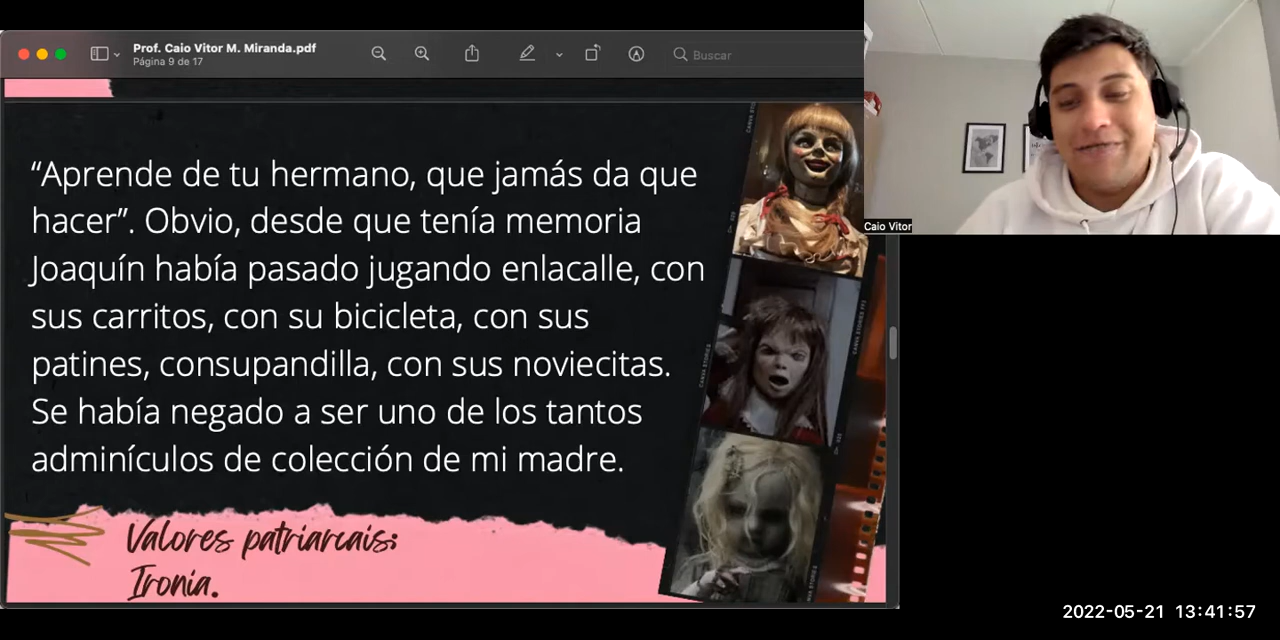 Prof. Caio Vitor M. Miranda.pdf
Página 9 de 17
Buscar
“Aprende de tu hermano, que jamás da que
hacer”. Obvio, desde que tenía memoria
Joaquín había pasado jugando enlacalle, con
sus carritos, con su bicicleta, con sus
patines, consupandilla, con sus noviecitas.
Se había negado a ser uno de los tantos
adminículos de colección de mi madre.
Valores patriarcais:
Ironia.
Caio Vitor
2022-05-21 13:41:57